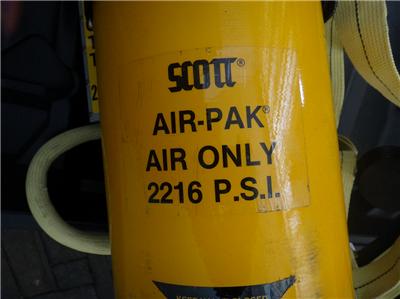 SCOTT®
AIR-PAK®
AIR ONLY
2216 P.S.I.